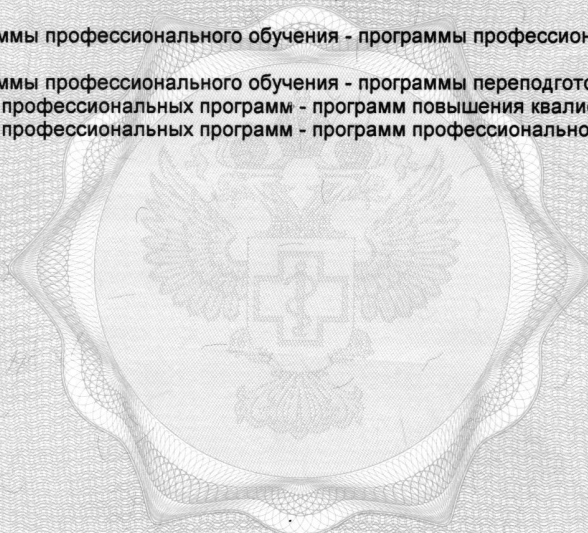 ммы профессионального обучения - программы профессион
ммы профессионального обучения - программы переподгото
профессиональных программ - программ повышения квали
профессиональных программ - программ профессионально